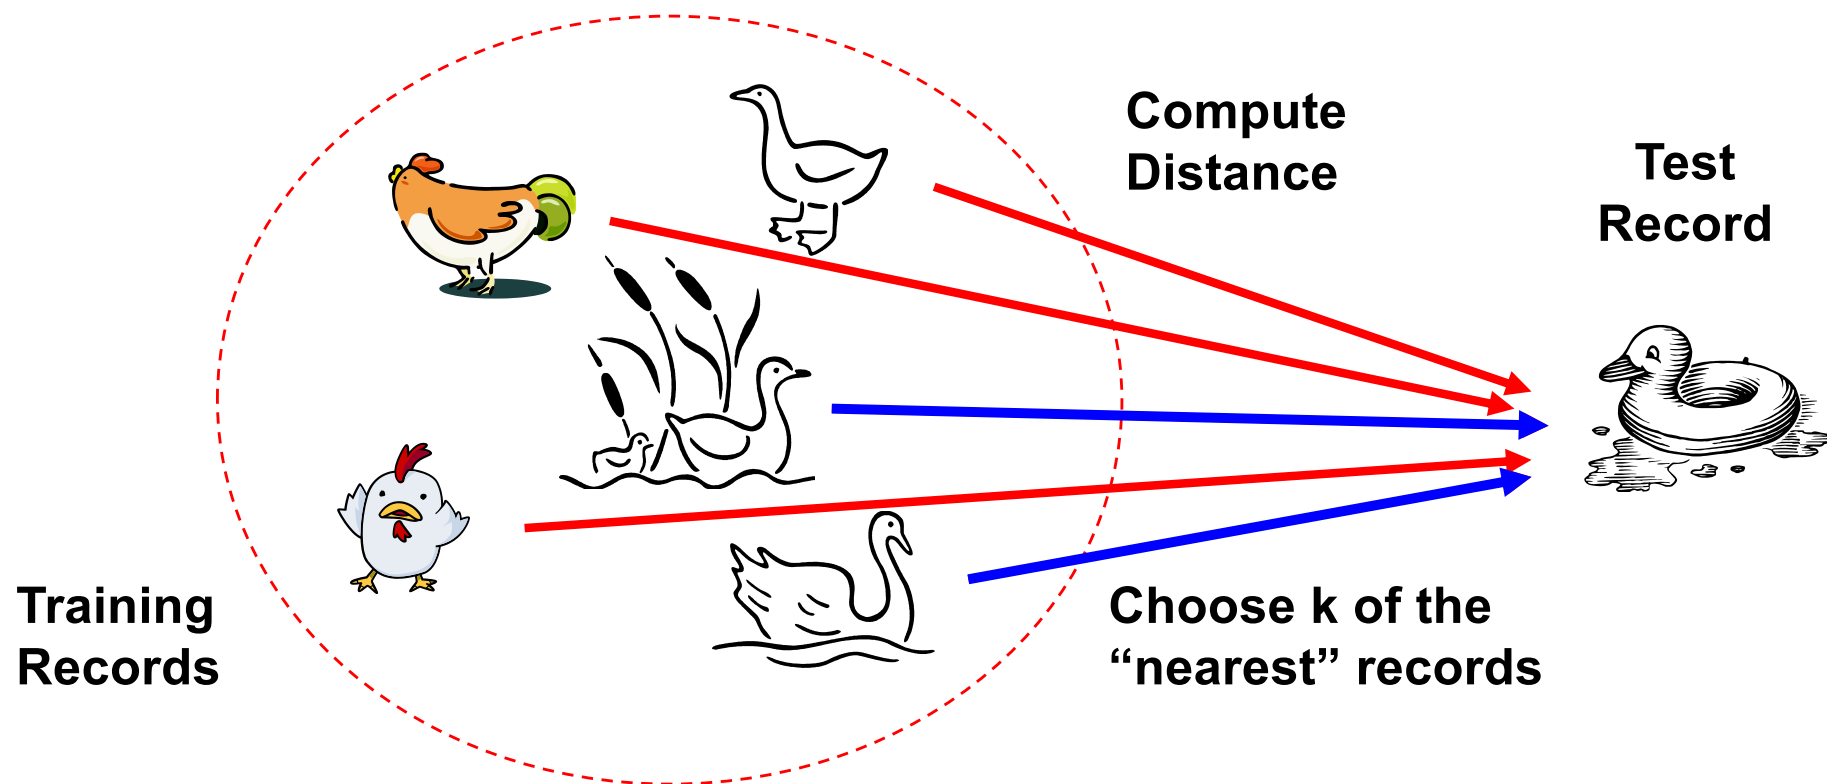 Compute
Distance
Test
Record
Training
Records
Choose k of the
“nearest” records